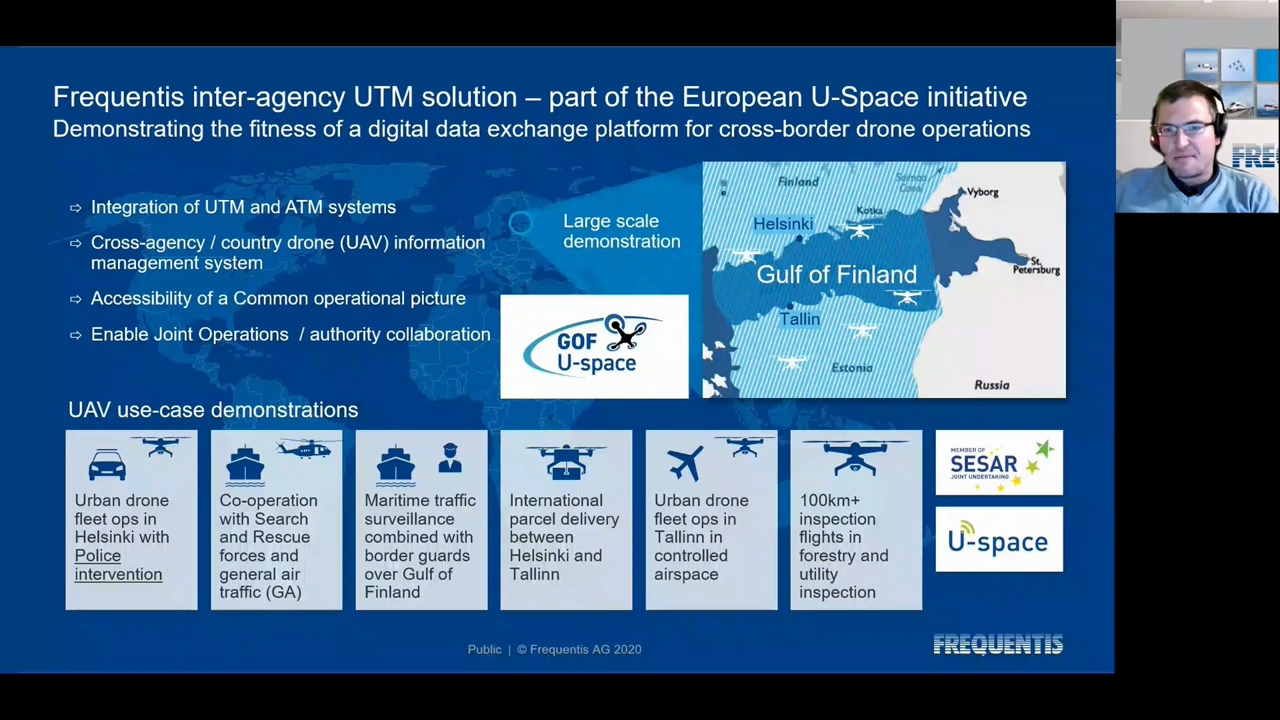 Frequentis inter-agency UTM solution – part of the European U-Space initiative
Demonstrating the fitness of a digital data exchange platform for cross-border drone operations
⇨ Integration of UTM and ATM systems
⇨ Cross-agency / country drone (UAV) information
management system
⇨ Accessibility of a Common operational picture
⇨ Enable Joint Operations / authority collaboration
Large scale
demonstration
GOF
U-space
Finland
Saimaa
Canal
Vyborg
Kotka
Helsinki
St.
Petersburg
Gulf of Finland
Tallin
Estonia
Russia
UAV use-case demonstrations
Urban drone
fleet ops in
Helsinki with
Police
intervention
Co-operation
with Search
and Rescue
forces and
general air
traffic (GA)
Maritime traffic
surveillance
combined with
border guards
over Gulf of
Finland
International
parcel delivery
between
Helsinki and
Tallinn
Urban drone
fleet ops in
Tallinn in
controlled
airspace
100km+
inspection
flights in
forestry and
utility
inspection
MEMBER OF
SESAR
JOINT UNDERTAKING
U-space
Public | © Frequentis AG 2020
FREQUENTIS
FRE